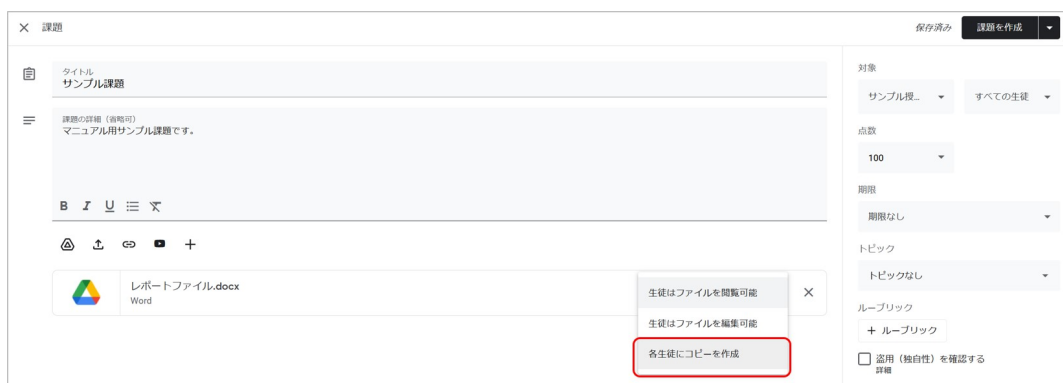 課題
保存済み
課題を作成
タイトル
サンプル課題
課題の詳細（省略可）
マニュアル用サンプル課題です。
B I U
レポートファイル.docx
Word
生徒はファイルを閲覧可能
生徒はファイルを編集可能
各生徒にコピーを作成
対象
サンプル授... すべての生徒
点数
100
期限
期限なし
トピック
トピックなし
ルーブリック
+ ルーブリック
盗用（独自性）を確認する
詳細